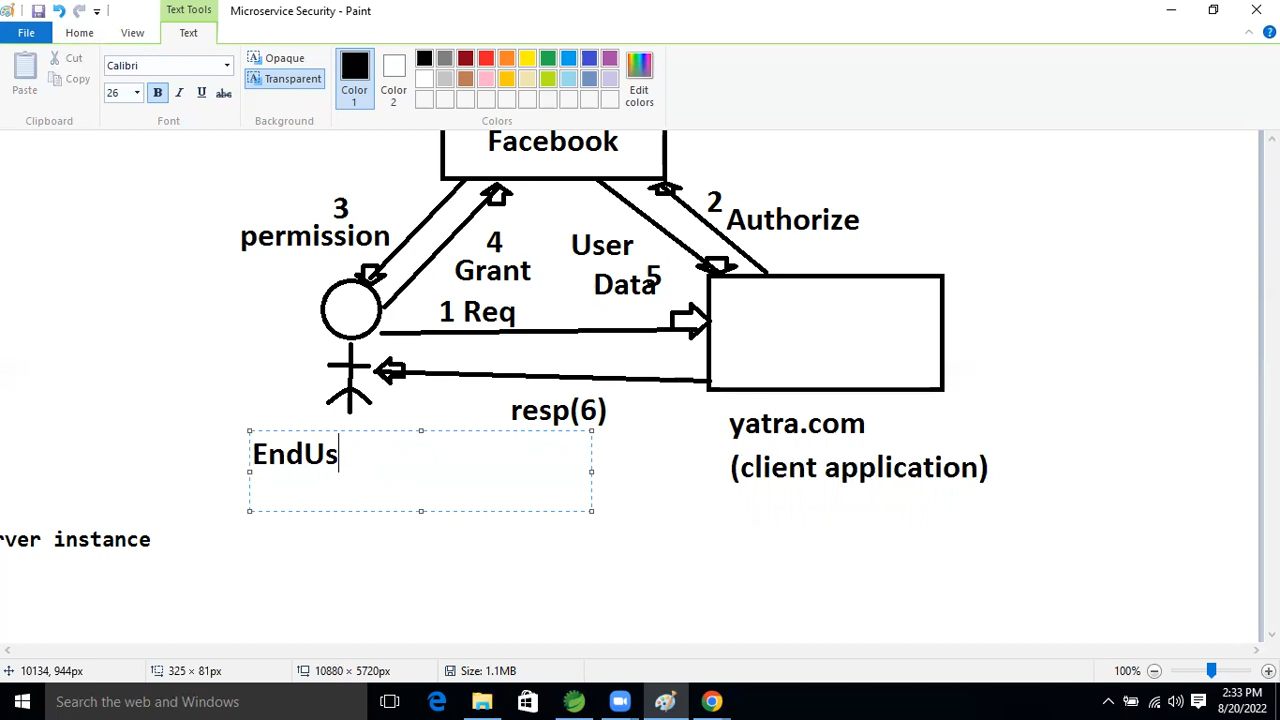 Text Tools
Microservice Security - Paint
File
Home
View
Text
Paste
Cut
Copy
Clipboard
Calibri
26
B
I
U
abc
Font
Opaque
Transparent
Background
Color 1
Color 2
Edit colors
Colors
Facebook
3
permission
4
Grant
User
Data
5
2
Authorize
1 Req
resp(6)
yatra.com
(client application)
EndUs
rver instance
10134, 944px
325 × 81px
10880 × 5720px
Size: 1.1MB
100%
Search the web and Windows
2:33 PM
8/20/2022